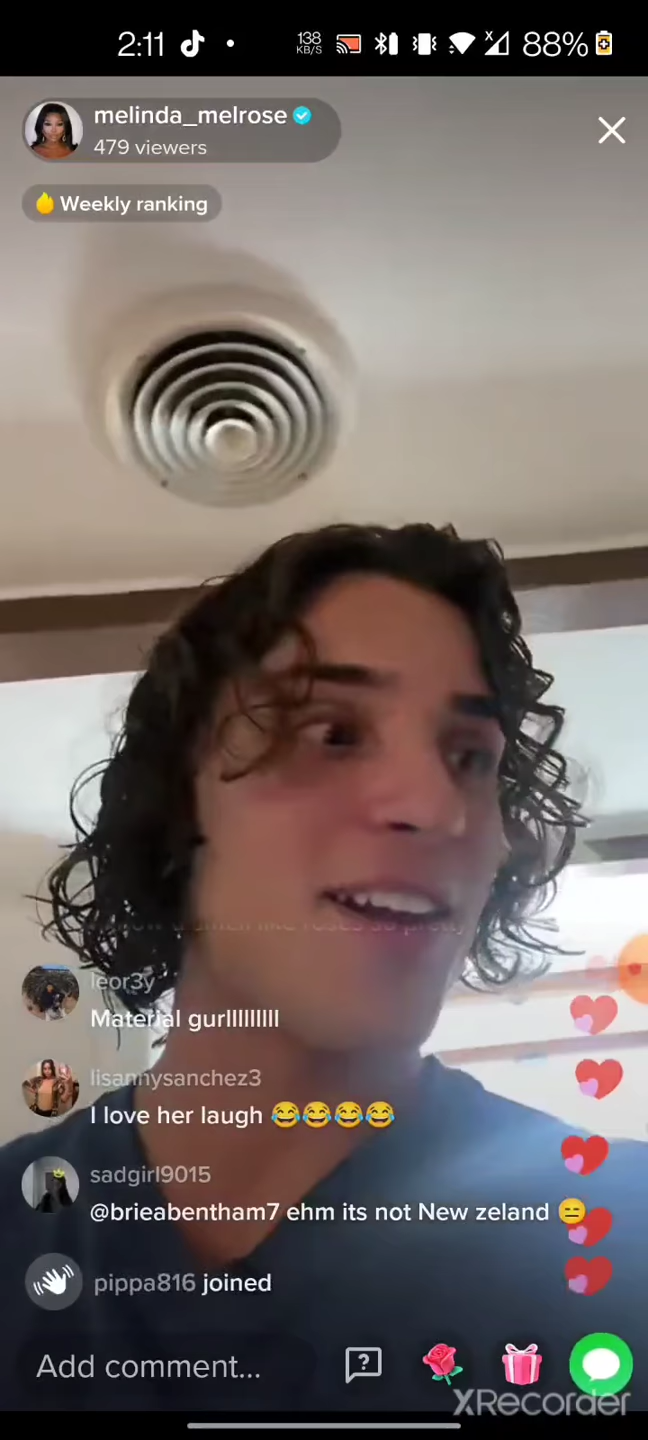 2:11
138
KB/S
X
88%
melinda_melrose
479 viewers
Weekly ranking
leor3y
Material gurlllllllll
lisannysanchez3
I love her laugh 😂😂😂😂
sadgirl9015
@brieabentham7 ehm its not New zeland 😑
pippa816 joined
Add comment...
XRecorder